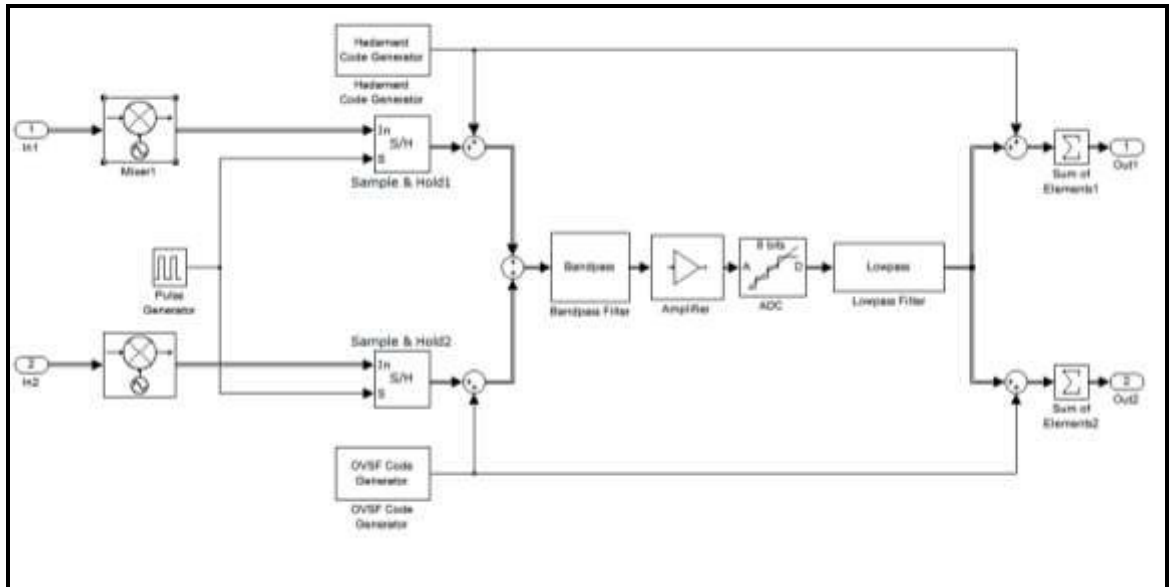 Hadamard
Code Generator
Hadamard
Code Generator
1
In1
Mixer1
In
S/H
S
Sample & Hold1
1
Out1
Sum of
Elements1
Pulse
Generator
Bandpass
Bandpass Filter
Amplifier
8 bits
A
D
ADC
Lowpass
Lowpass Filter
Sample & Hold2
2
In2
In
S/H
S
2
Out2
Sum of
Elements2
OVSF Code
Generator
OVSF Code
Generator